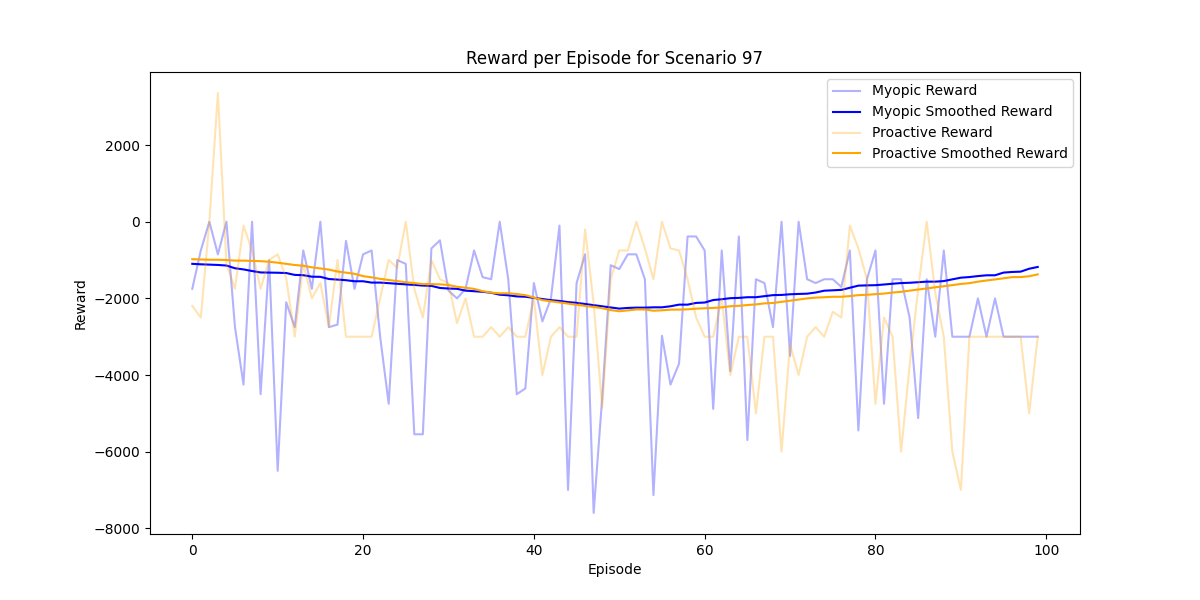 Reward per Episode for Scenario 97
Myopic Reward
Myopic Smoothed Reward
Proactive Reward
Proactive Smoothed Reward
Reward
2000
0
−2000
−4000
−6000
−8000
0 20 40 60 80 100
Episode